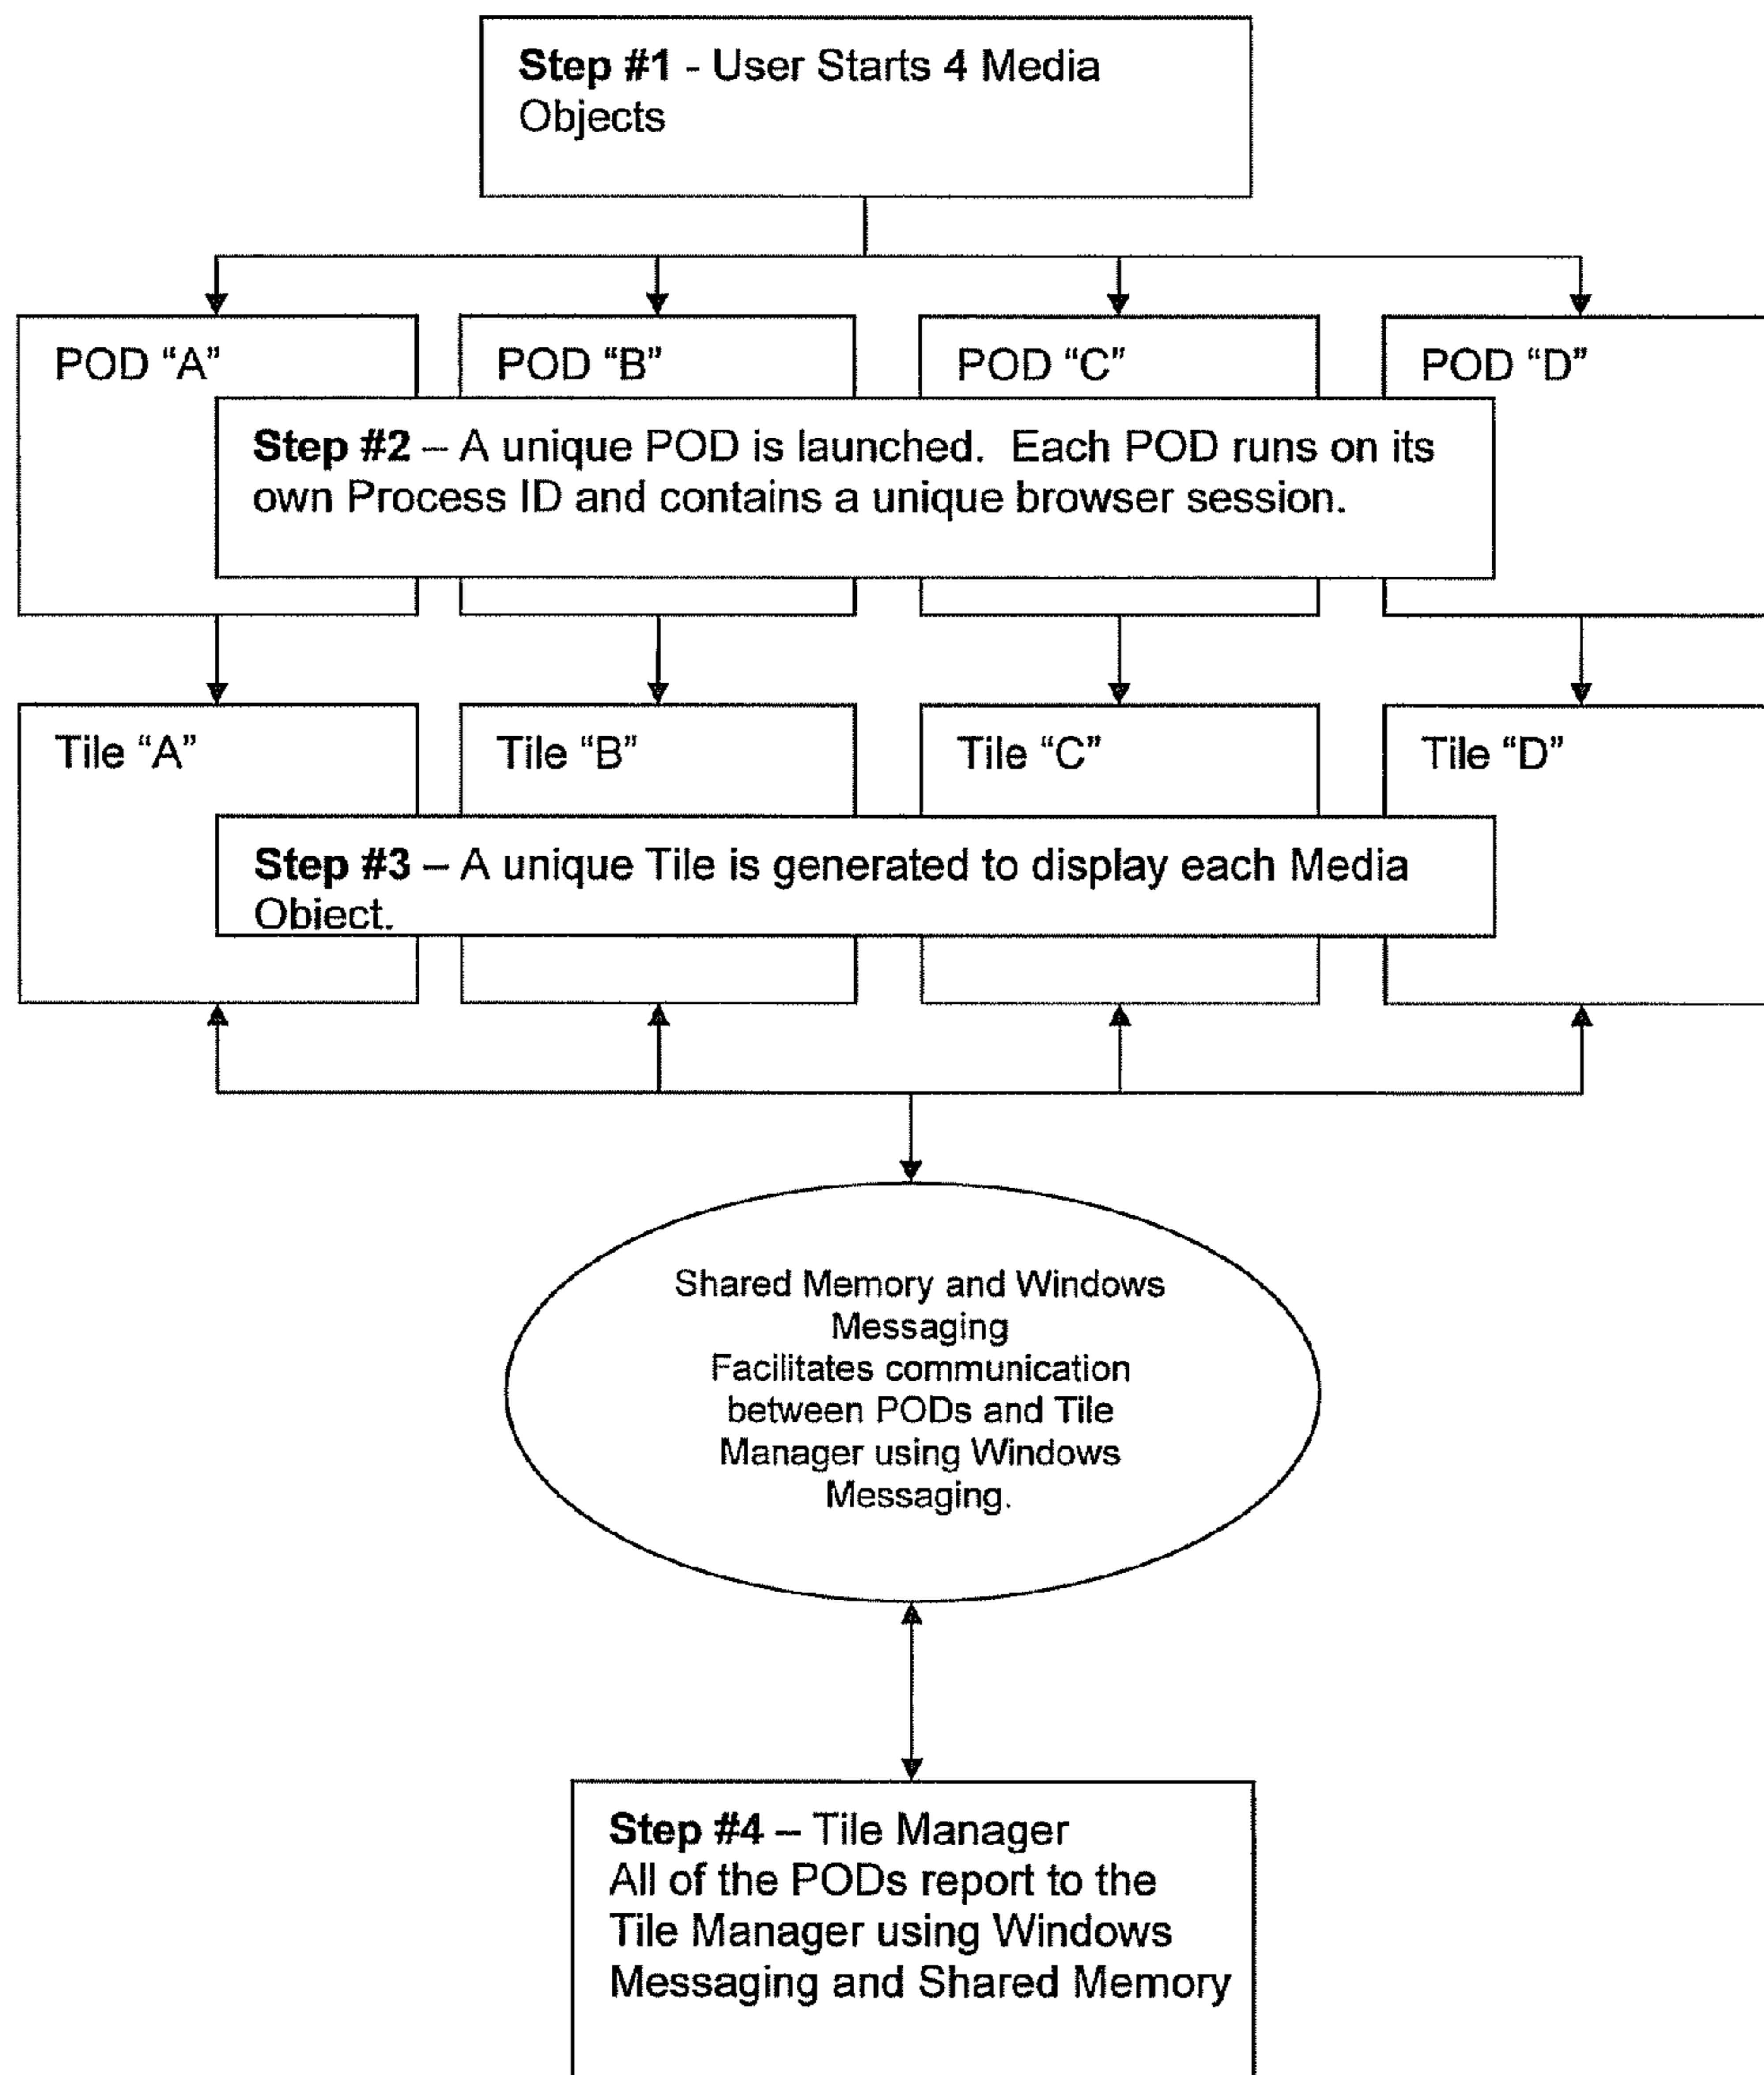 Step #1 - User Starts 4 Media
Objects
POD “A”
POD “B”
POD “C”
POD “D”
Step #2 – A unique POD is launched.  Each POD runs on its
own Process ID and contains a unique browser session.
Tile “A”
Tile “B”
Tile “C”
Tile “D”
Step #3 – A unique Tile is generated to display each Media
Object.
Shared Memory and Windows
Messaging
Facilitates communication
between PODs and Tile
Manager using Windows
Messaging.
Step #4 – Tile Manager
All of the PODs report to the
Tile Manager using Windows
Messaging and Shared Memory